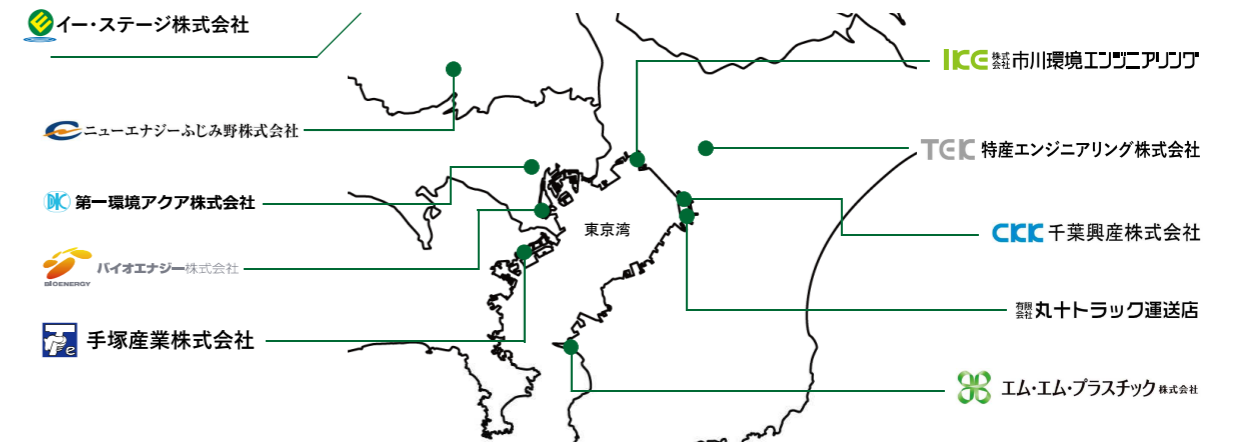 E
イー・ステージ株式会社
ニューエナジーふじみ野株式会社
DK
第一環境アクア株式会社
バイオエナジー株式会社
BIOENERGY
Te
手塚産業株式会社
東京湾
IKE 株式会社 市川環境エンジニアリング
TEK 特産エンジニアリング株式会社
CKK 千葉興産株式会社
有限会社 丸十トラック運送店
エム・エム・プラスチック 株式会社